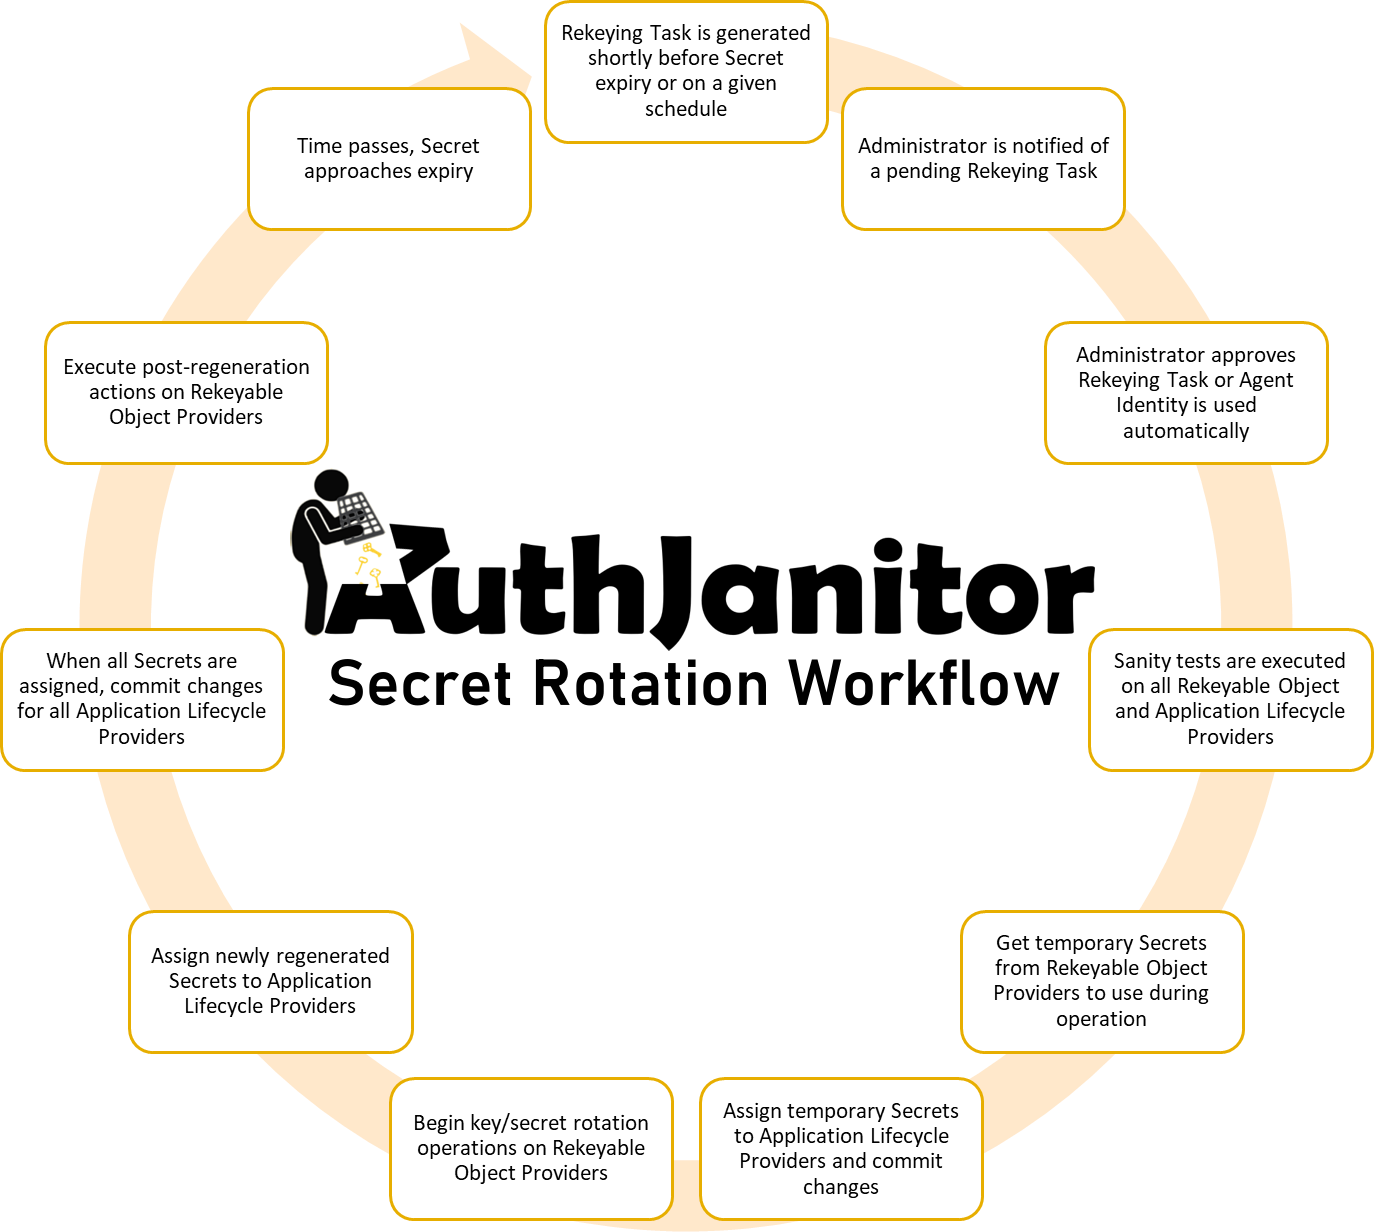 Rekeying Task is generated
shortly before Secret
expiry or on a given
schedule
Administrator is notified of
a pending Rekeying Task
Administrator approves
Rekeying Task or Agent
Identity is used
automatically
Sanity tests are executed
on all Rekeyable Object
and Application Lifecycle
Providers
Get temporary Secrets
from Rekeyable Object
Providers to use during
operation
Assign temporary Secrets
to Application Lifecycle
Providers and commit
changes
Begin key/secret rotation
operations on Rekeyable
Object Providers
Assign newly regenerated
Secrets to Application
Lifecycle Providers
When all Secrets are
assigned, commit changes
for all Application Lifecycle
Providers
Execute post-regeneration
actions on Rekeyable
Object Providers
Time passes, Secret
approaches expiry
AuthJanitor
Secret Rotation Workflow